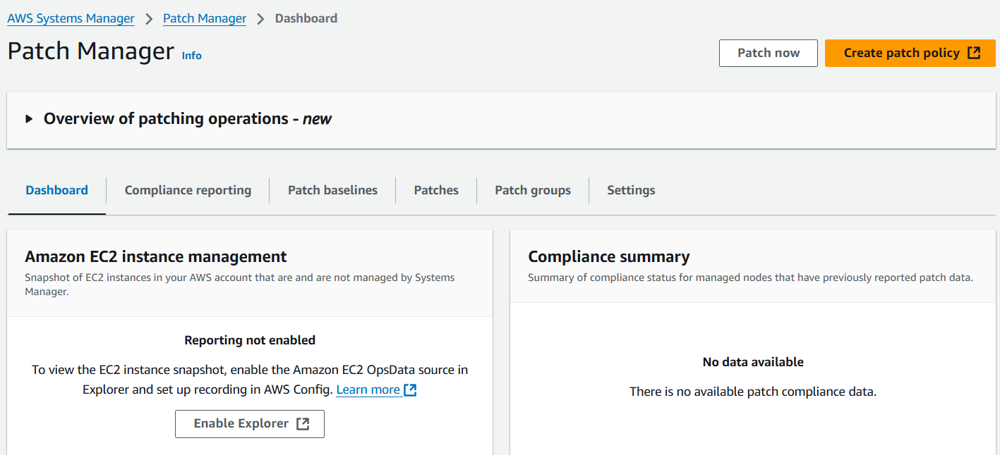 AWS Systems Manager > Patch Manager > Dashboard
Patch Manager Info
Patch now
Create patch policy
Overview of patching operations - new
Dashboard
Compliance reporting
Patch baselines
Patches
Patch groups
Settings
Amazon EC2 instance management
Snapshot of EC2 instances in your AWS account that are and are not managed by Systems
Manager.
Reporting not enabled
To view the EC2 instance snapshot, enable the Amazon EC2 OpsData source in
Explorer and set up recording in AWS Config. Learn more
Enable Explorer
Compliance summary
Summary of compliance status for managed nodes that have previously reported patch data.
No data available
There is no available patch compliance data.